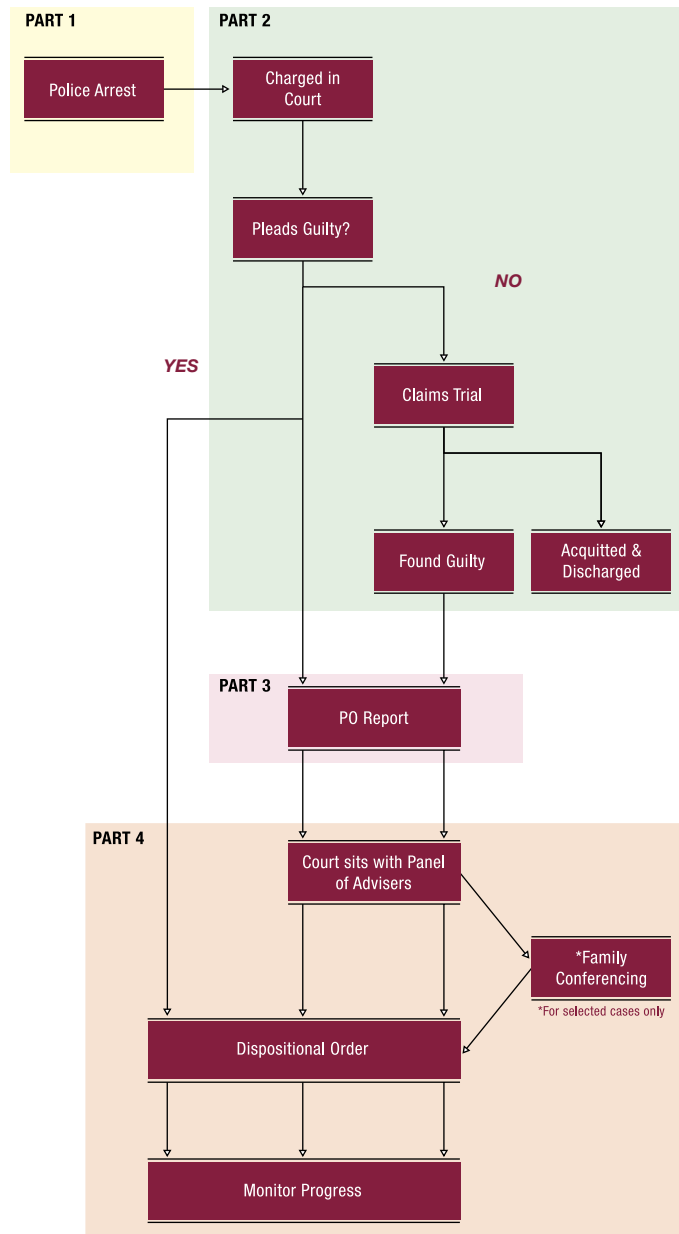 PART 1
PART 2
Police Arrest
Charged in
Court
Pleads Guilty?
NO
YES
Claims Trial
Found Guilty
Acquitted &
Discharged
PART 3
PO Report
PART 4
Court sits with Panel
of Advisers
*Family
Conferencing
*For selected cases only
Dispositional Order
Monitor Progress